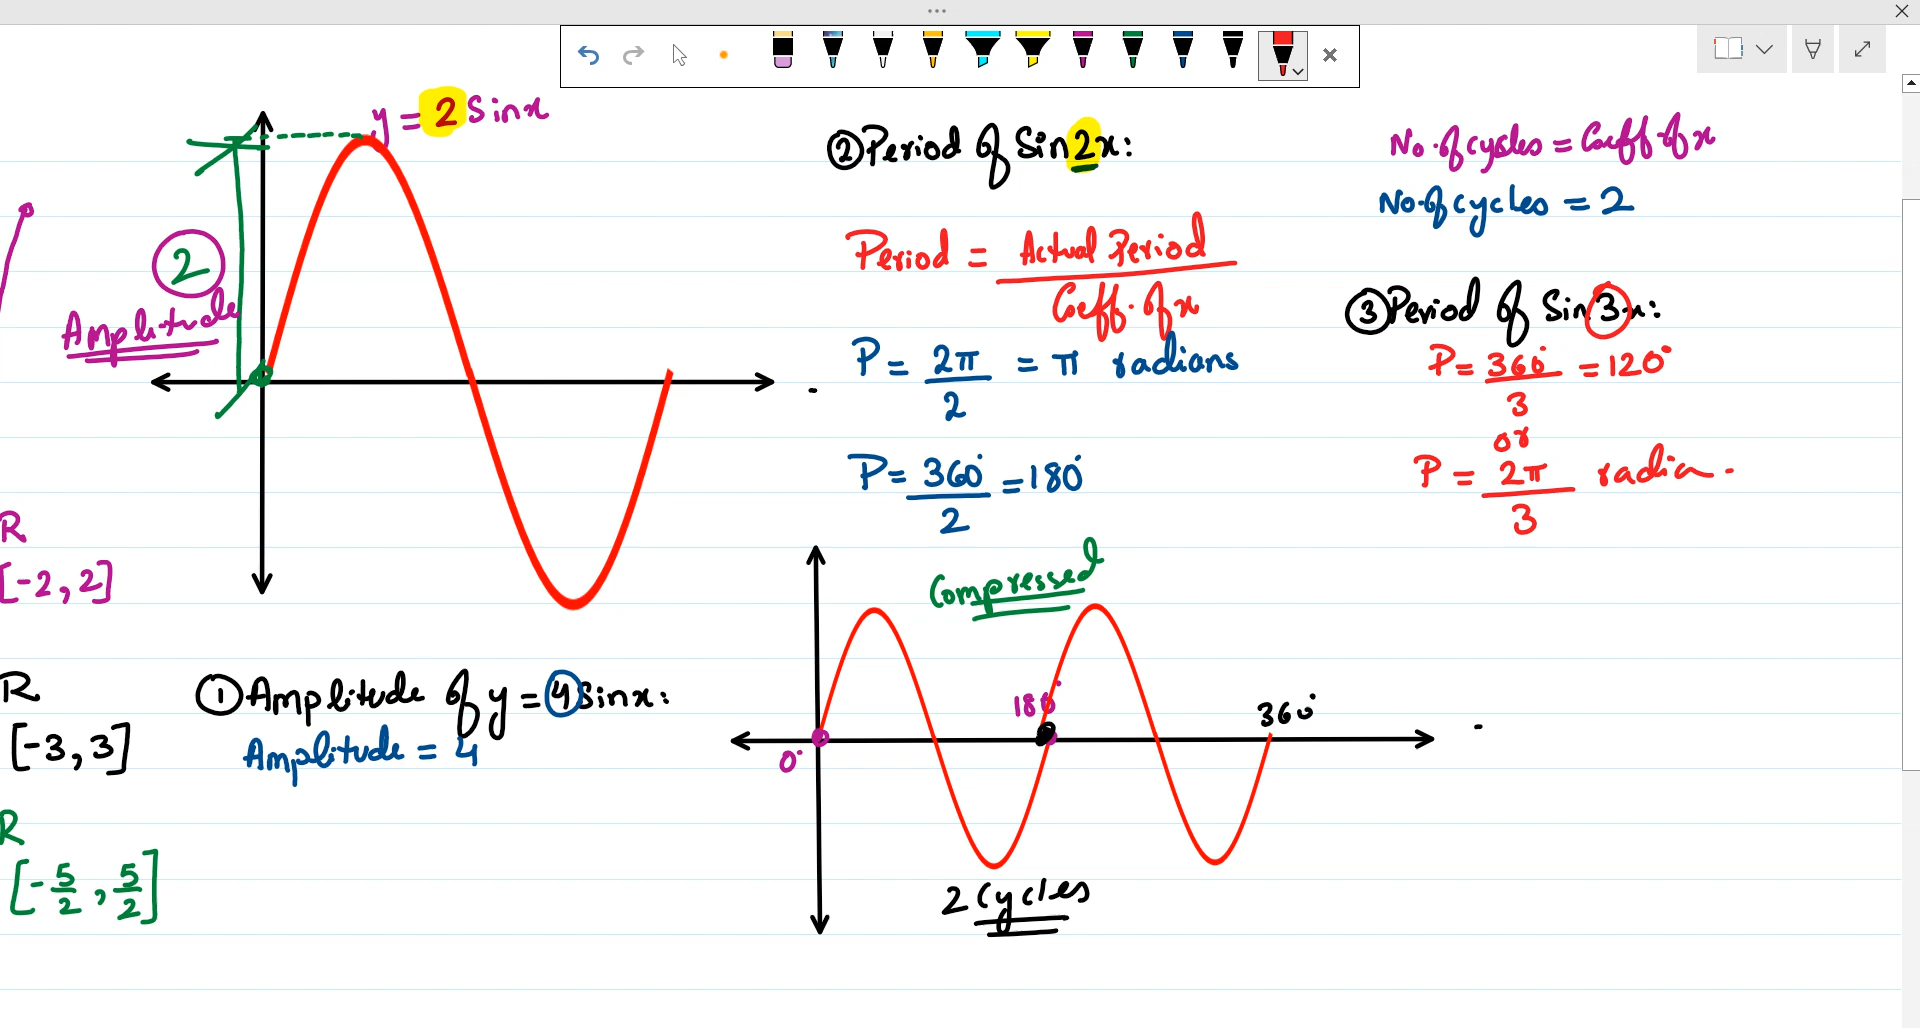 y = 2 Sinx
2
Amplitude
R
[-2, 2]
R
[-3, 3]
R
[-5/2, 5/2]
① Amplitude of y = 4 Sinx:
Amplitude = 4
② Period of Sin2x:
Period = Actual Period / Coeff. of x
P = 2π/2 = π radians
P = 360°/2 = 180°
No. of cycles = Coeff. of x
No. of cycles = 2
③ Period of Sin3x:
P = 360°/3 = 120°
or
P = 2π/3 radian.
Compressed
0°
180°
360°
2 Cycles